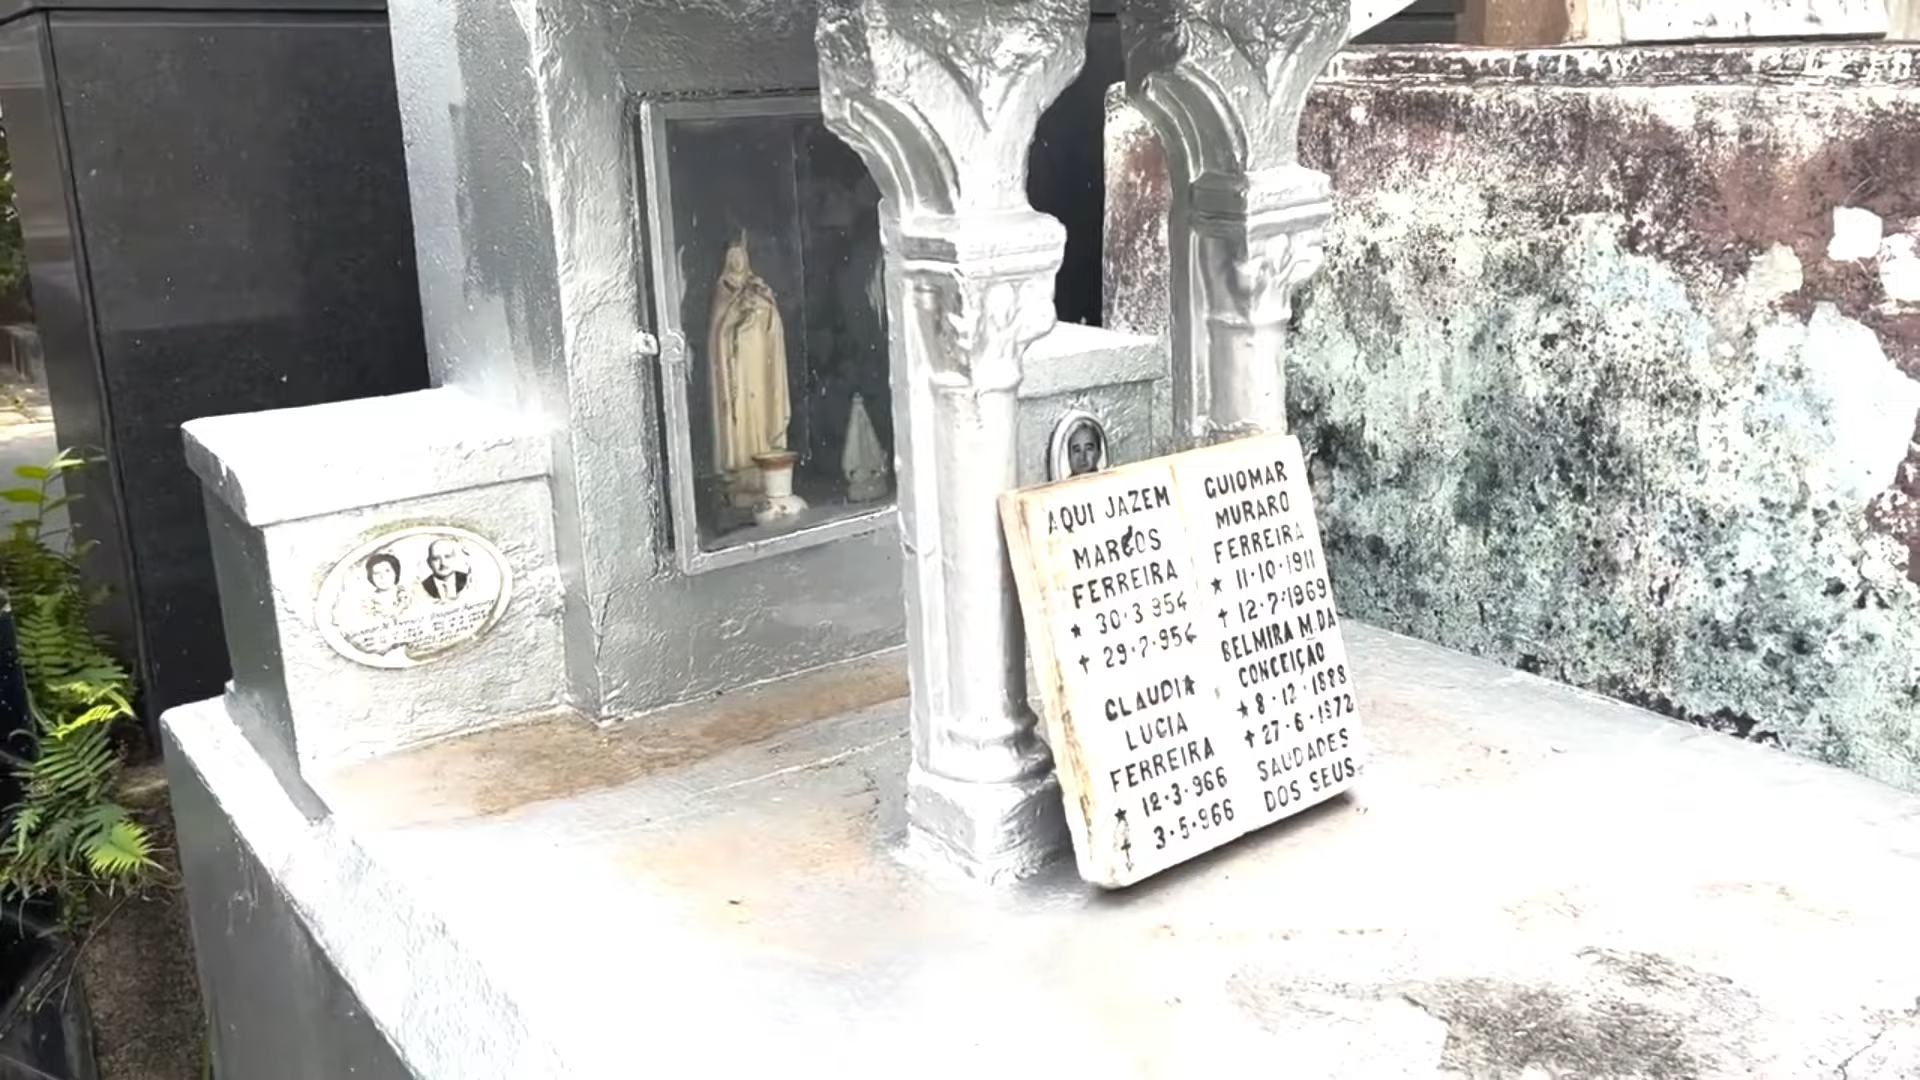 AQUI JAZEM
MARCOS
FERREIRA
★ 30·3·954
✝ 29·7·954
CLAUDIA
LUCIA
FERREIRA
★ 12·3·966
✝ 3·5·966
GUIOMAR
MURARO
FERREIRA
★ 11·10·1911
✝ 12·7·1969
BELMIRA M. DA
CONCEIÇÃO
★ 8·12·1888
✝ 27·6·1972
SAUDADES
DOS SEUS